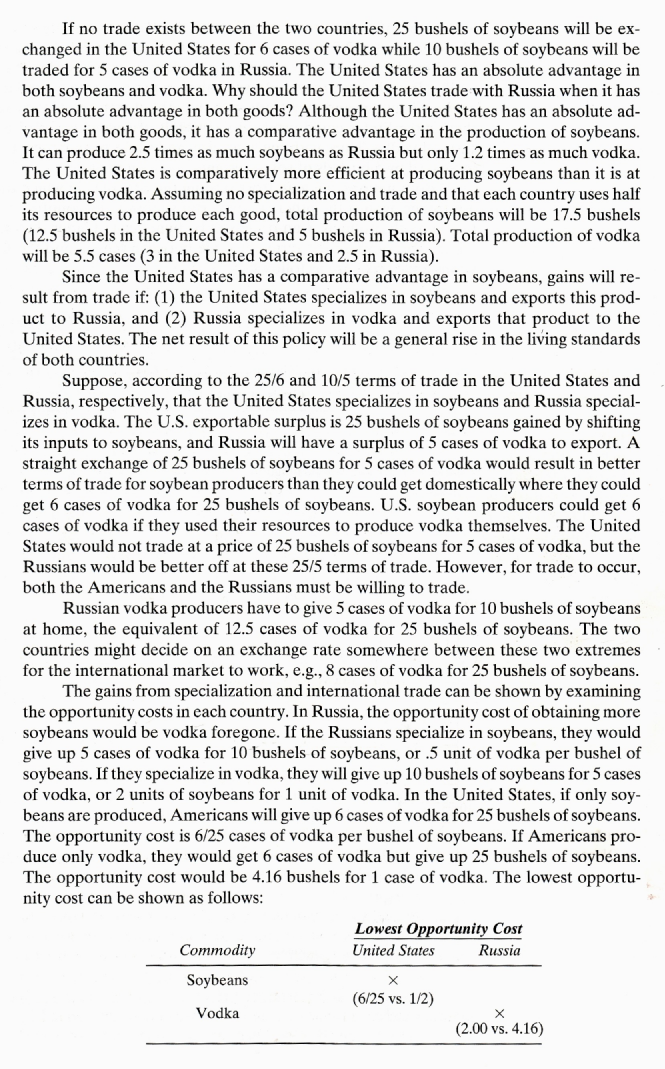 If no trade exists between the two countries, 25 bushels of soybeans will be ex-
changed in the United States for 6 cases of vodka while 10 bushels of soybeans will be
traded for 5 cases of vodka in Russia. The United States has an absolute advantage in
both soybeans and vodka. Why should the United States trade with Russia when it has
an absolute advantage in both goods? Although the United States has an absolute ad-
vantage in both goods, it has a comparative advantage in the production of soybeans.
It can produce 2.5 times as much soybeans as Russia but only 1.2 times as much vodka.
The United States is comparatively more efficient at producing soybeans than it is at
producing vodka. Assuming no specialization and trade and that each country uses half
its resources to produce each good, total production of soybeans will be 17.5 bushels
(12.5 bushels in the United States and 5 bushels in Russia). Total production of vodka
will be 5.5 cases (3 in the United States and 2.5 in Russia).
Since the United States has a comparative advantage in soybeans, gains will re-
sult from trade if: (1) the United States specializes in soybeans and exports this prod-
uct to Russia, and (2) Russia specializes in vodka and exports that product to the
United States. The net result of this policy will be a general rise in the living standards
of both countries.
Suppose, according to the 25/6 and 10/5 terms of trade in the United States and
Russia, respectively, that the United States specializes in soybeans and Russia special-
izes in vodka. The U.S. exportable surplus is 25 bushels of soybeans gained by shifting
its inputs to soybeans, and Russia will have a surplus of 5 cases of vodka to export. A
straight exchange of 25 bushels of soybeans for 5 cases of vodka would result in better
terms of trade for soybean producers than they could get domestically where they could
get 6 cases of vodka for 25 bushels of soybeans. U.S. soybean producers could get 6
cases of vodka if they used their resources to produce vodka themselves. The United
States would not trade at a price of 25 bushels of soybeans for 5 cases of vodka, but the
Russians would be better off at these 25/5 terms of trade. However, for trade to occur,
both the Americans and the Russians must be willing to trade.
Russian vodka producers have to give 5 cases of vodka for 10 bushels of soybeans
at home, the equivalent of 12.5 cases of vodka for 25 bushels of soybeans. The two
countries might decide on an exchange rate somewhere between these two extremes
for the international market to work, e.g., 8 cases of vodka for 25 bushels of soybeans.
The gains from specialization and international trade can be shown by examining
the opportunity costs in each country. In Russia, the opportunity cost of obtaining more
soybeans would be vodka foregone. If the Russians specialize in soybeans, they would
give up 5 cases of vodka for 10 bushels of soybeans, or .5 unit of vodka per bushel of
soybeans. If they specialize in vodka, they will give up 10 bushels of soybeans for 5 cases
of vodka, or 2 units of soybeans for 1 unit of vodka. In the United States, if only soy-
beans are produced, Americans will give up 6 cases of vodka for 25 bushels of soybeans.
The opportunity cost is 6/25 cases of vodka per bushel of soybeans. If Americans pro-
duce only vodka, they would get 6 cases of vodka but give up 25 bushels of soybeans.
The opportunity cost would be 4.16 bushels for 1 case of vodka. The lowest opportu-
nity cost can be shown as follows:
Lowest Opportunity Cost
Commodity United States Russia
Soybeans ×
(6/25 vs. 1/2)
Vodka ×
(2.00 vs. 4.16)